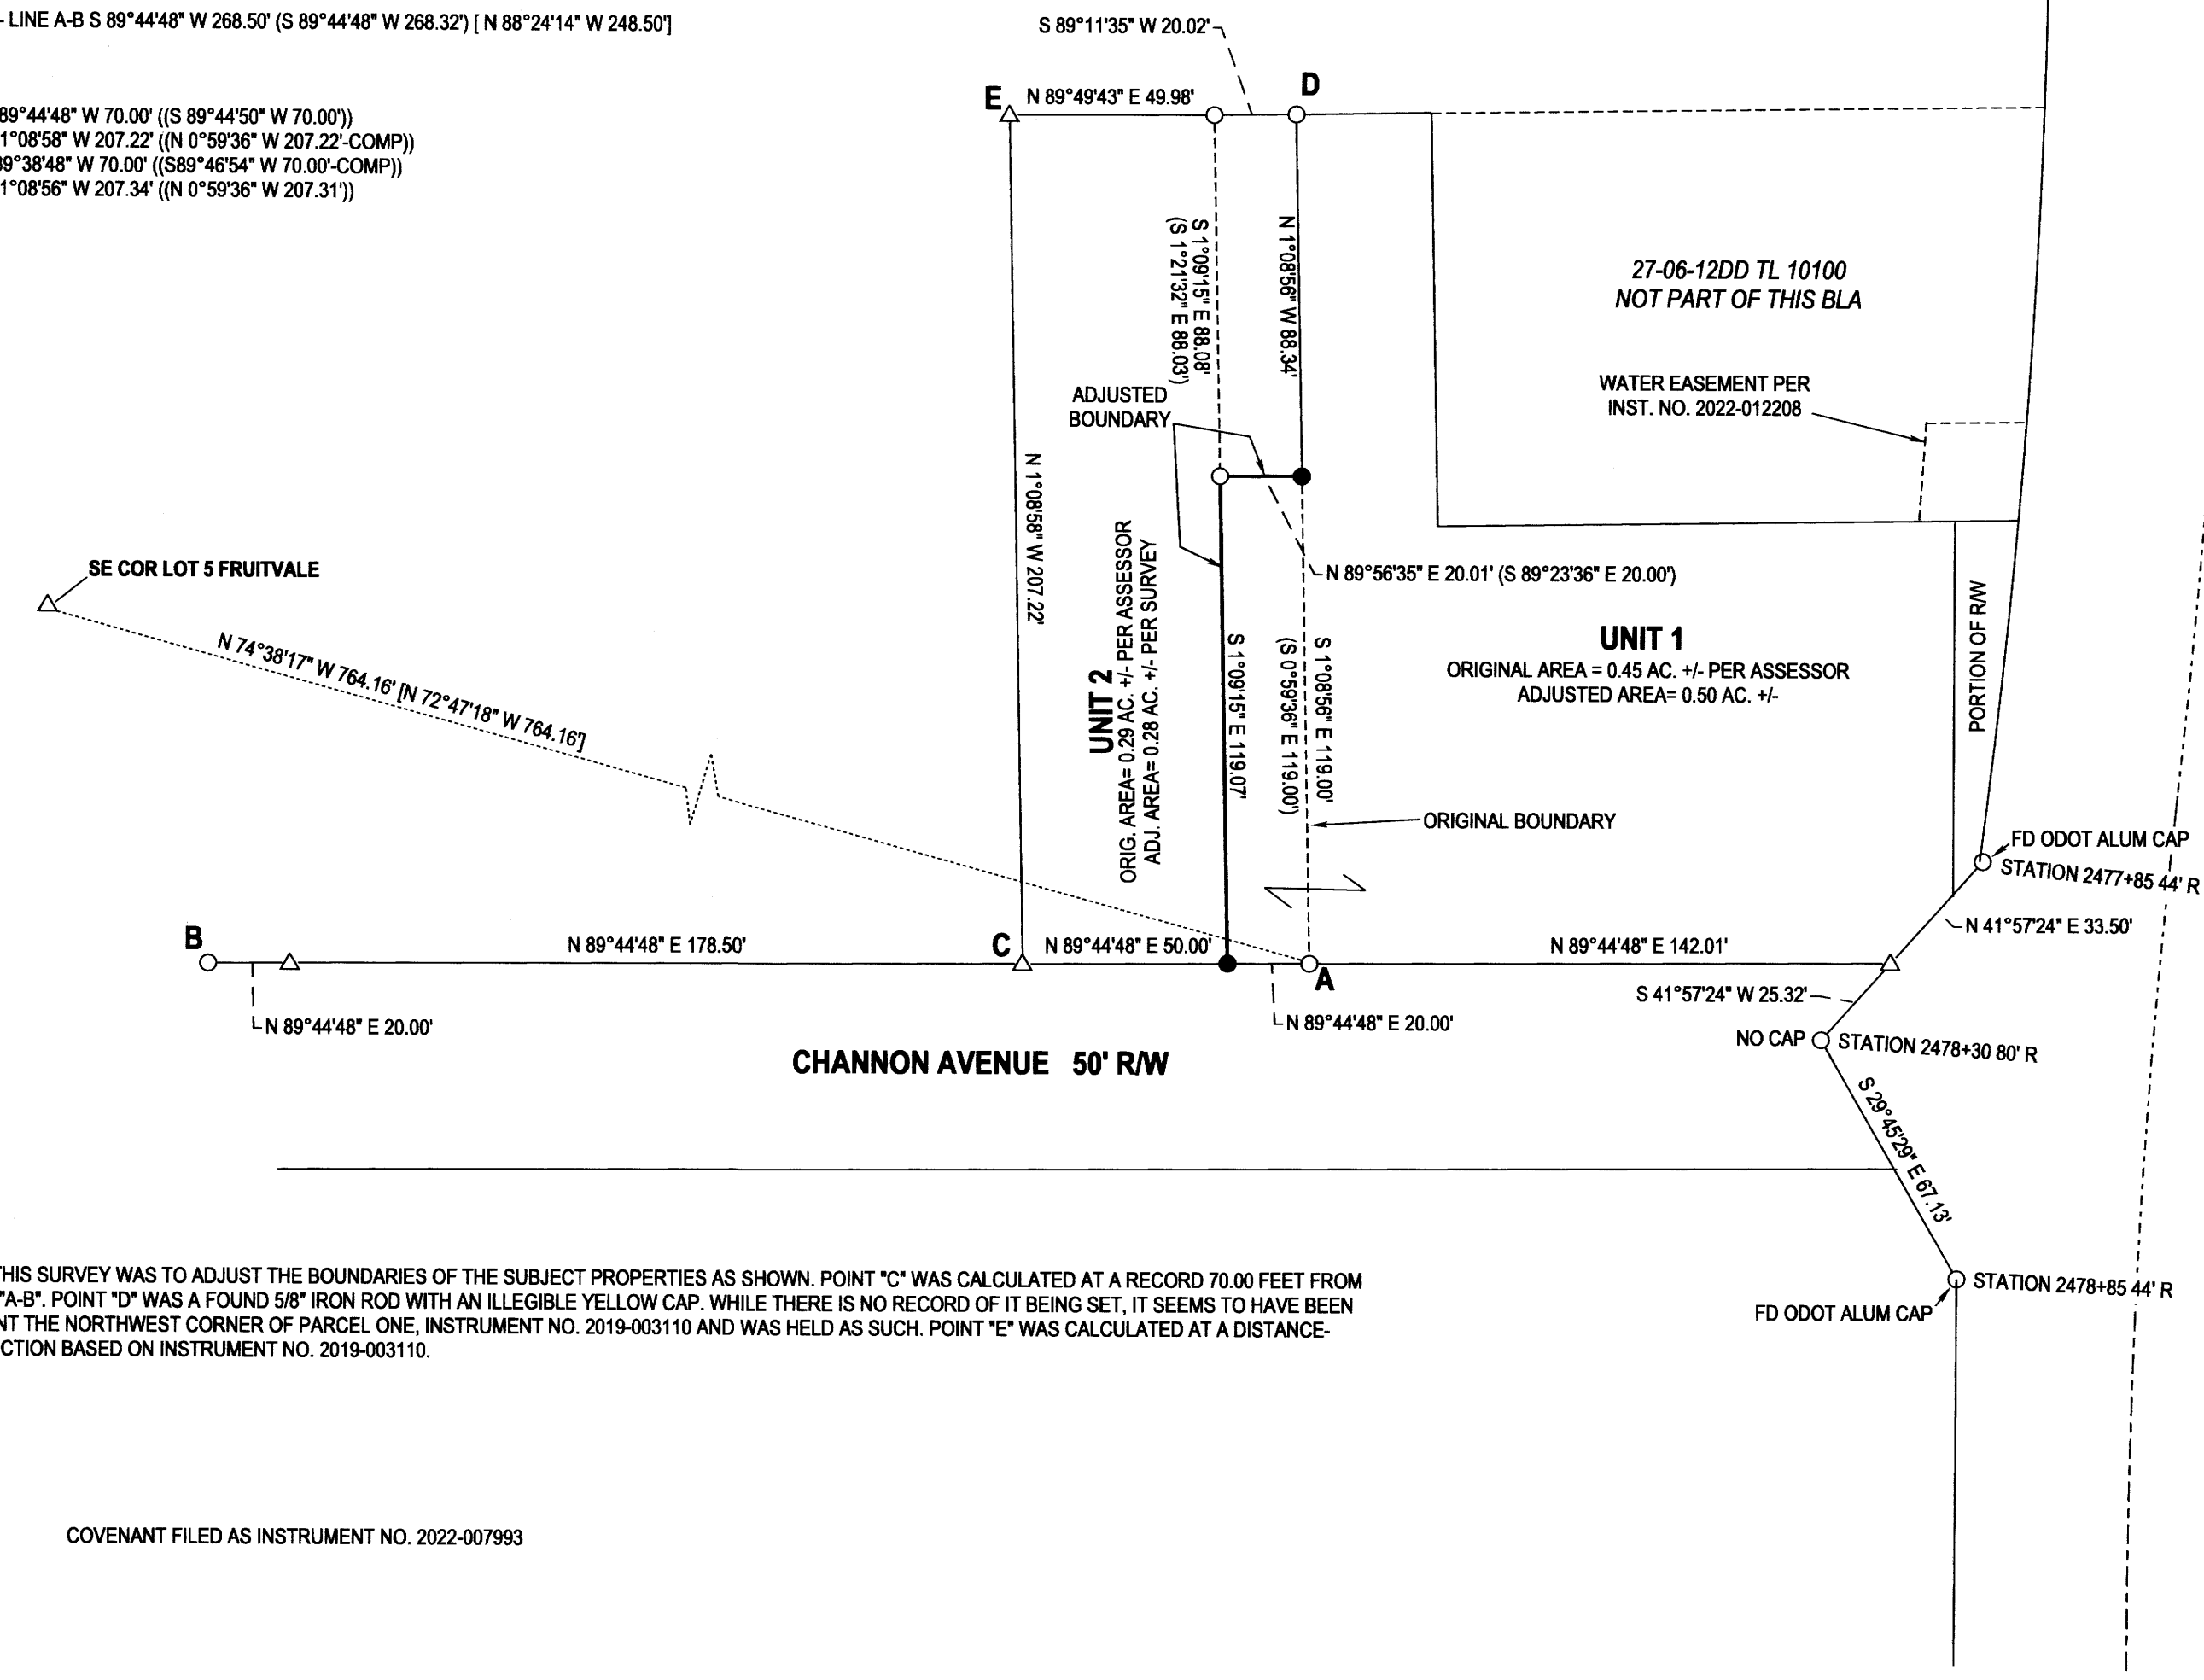 - LINE A-B S 89°44'48" W 268.50' (S 89°44'48" W 268.32') [ N 88°24'14" W 248.50']
89°44'48" W 70.00' ((S 89°44'50" W 70.00'))
1°08'58" W 207.22' ((N 0°59'36" W 207.22'-COMP))
9°38'48" W 70.00' ((S89°46'54" W 70.00'-COMP))
1°08'56" W 207.34' ((N 0°59'36" W 207.31'))
S 89°11'35" W 20.02'
E
N 89°49'43" E 49.98'
D
S 1°09'15" E 88.08'
(S 1°21'32" E 88.03')
N 1°08'56" W 88.34'
27-06-12DD TL 10100
NOT PART OF THIS BLA
WATER EASEMENT PER
INST. NO. 2022-012208
ADJUSTED
BOUNDARY
N 1°08'58" W 207.22'
SE COR LOT 5 FRUITVALE
N 74°38'17" W 764.16' [N 72°47'18" W 764.16']
N 89°56'35" E 20.01' (S 89°23'36" E 20.00')
UNIT 2
ORIG. AREA= 0.29 AC. +/- PER ASSESSOR
ADJ. AREA= 0.28 AC. +/- PER SURVEY
S 1°09'15" E 119.07'
(S 0°59'36" E 119.00')
S 1°08'56" E 119.00'
UNIT 1
ORIGINAL AREA = 0.45 AC. +/- PER ASSESSOR
ADJUSTED AREA= 0.50 AC. +/-
PORTION OF R/W
ORIGINAL BOUNDARY
FD ODOT ALUM CAP
STATION 2477+85 44' R
N 41°57'24" E 33.50'
B
N 89°44'48" E 178.50'
C
N 89°44'48" E 50.00'
A
N 89°44'48" E 142.01'
N 89°44'48" E 20.00'
N 89°44'48" E 20.00'
S 41°57'24" W 25.32'
NO CAP
STATION 2478+30 80' R
CHANNON AVENUE 50' R/W
S 29°45'29" E 67.13'
STATION 2478+85 44' R
FD ODOT ALUM CAP
THIS SURVEY WAS TO ADJUST THE BOUNDARIES OF THE SUBJECT PROPERTIES AS SHOWN. POINT "C" WAS CALCULATED AT A RECORD 70.00 FEET FROM
"A-B". POINT "D" WAS A FOUND 5/8" IRON ROD WITH AN ILLEGIBLE YELLOW CAP. WHILE THERE IS NO RECORD OF IT BEING SET, IT SEEMS TO HAVE BEEN
NT THE NORTHWEST CORNER OF PARCEL ONE, INSTRUMENT NO. 2019-003110 AND WAS HELD AS SUCH. POINT "E" WAS CALCULATED AT A DISTANCE-
CTION BASED ON INSTRUMENT NO. 2019-003110.
COVENANT FILED AS INSTRUMENT NO. 2022-007993